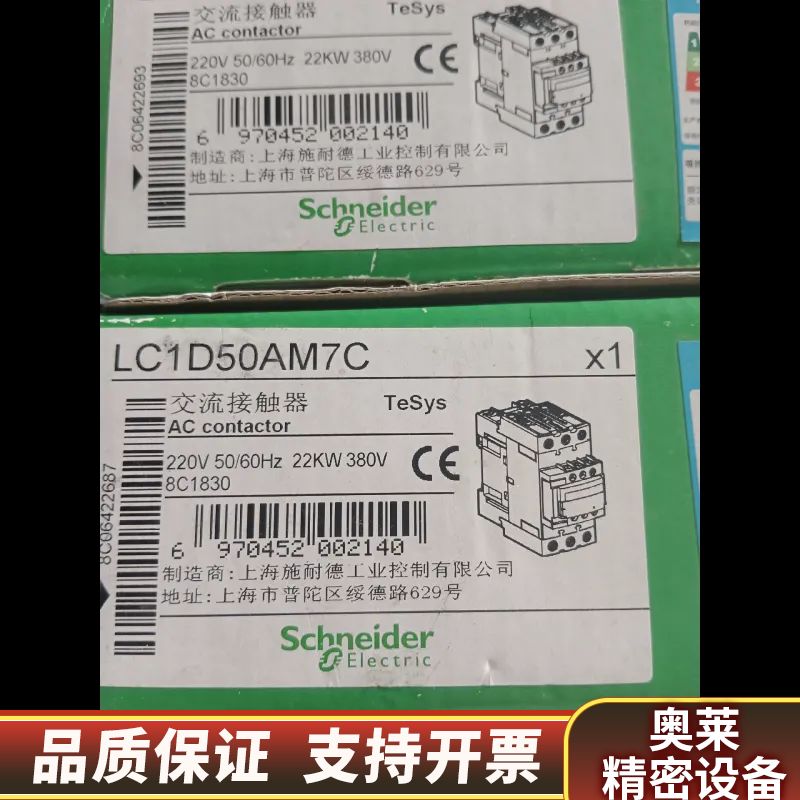 交流接触器 TeSys
AC contactor
220V 50/60Hz 22KW 380V
8C1830
CE
8C06422693
6 970452 002140
制造商:上海施耐德工业控制有限公司
地址:上海市普陀区绥德路629号
Schneider
Electric
LC1D50AM7C x1
交流接触器 TeSys
AC contactor
220V 50/60Hz 22KW 380V
8C1830
CE
8C06422687
6 970452 002140
制造商:上海施耐德工业控制有限公司
地址:上海市普陀区绥德路629号
Schneider
Electric
品质保证 支持开票
奥莱
精密设备